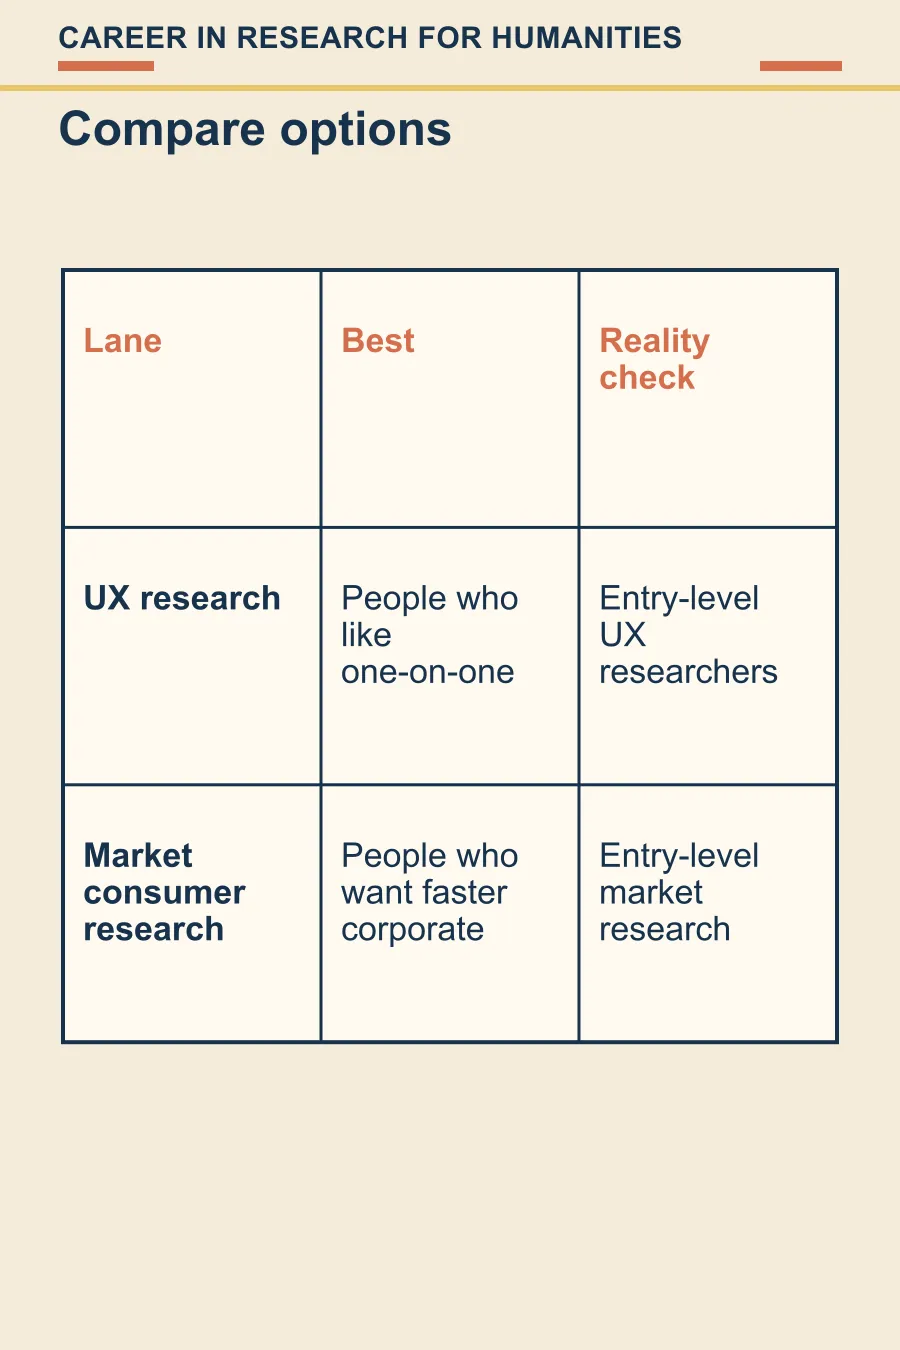 CAREER IN RESEARCH FOR HUMANITIES
Compare options
Lane
Best
Reality
check
UX research
People who
like
one-on-one
Entry-level
UX
researchers
Market
consumer
research
People who
want faster
corporate
Entry-level
market
research